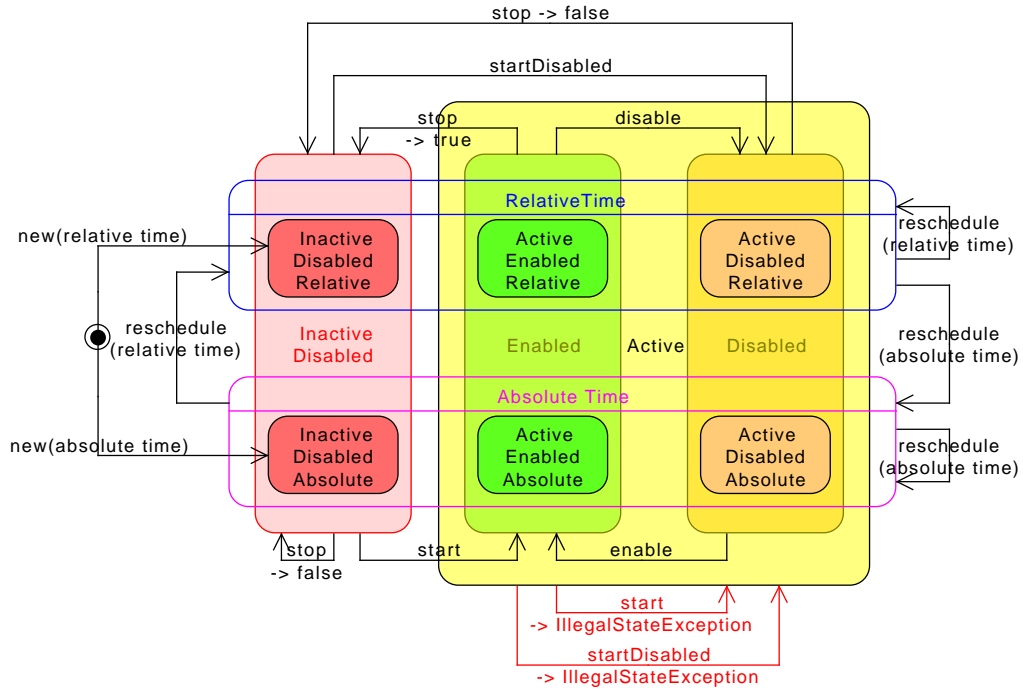 stop -> false
startDisabled
stop
-> true
disable
RelativeTime
new(relative time)
Inactive
Disabled
Relative
Active
Enabled
Relative
Active
Disabled
Relative
reschedule
(relative time)
reschedule
(relative time)
Inactive
Disabled
Enabled
Active
Disabled
reschedule
(absolute time)
Absolute Time
new(absolute time)
Inactive
Disabled
Absolute
Active
Enabled
Absolute
Active
Disabled
Absolute
reschedule
(absolute time)
stop
-> false
start
enable
start
-> IllegalStateException
startDisabled
-> IllegalStateException